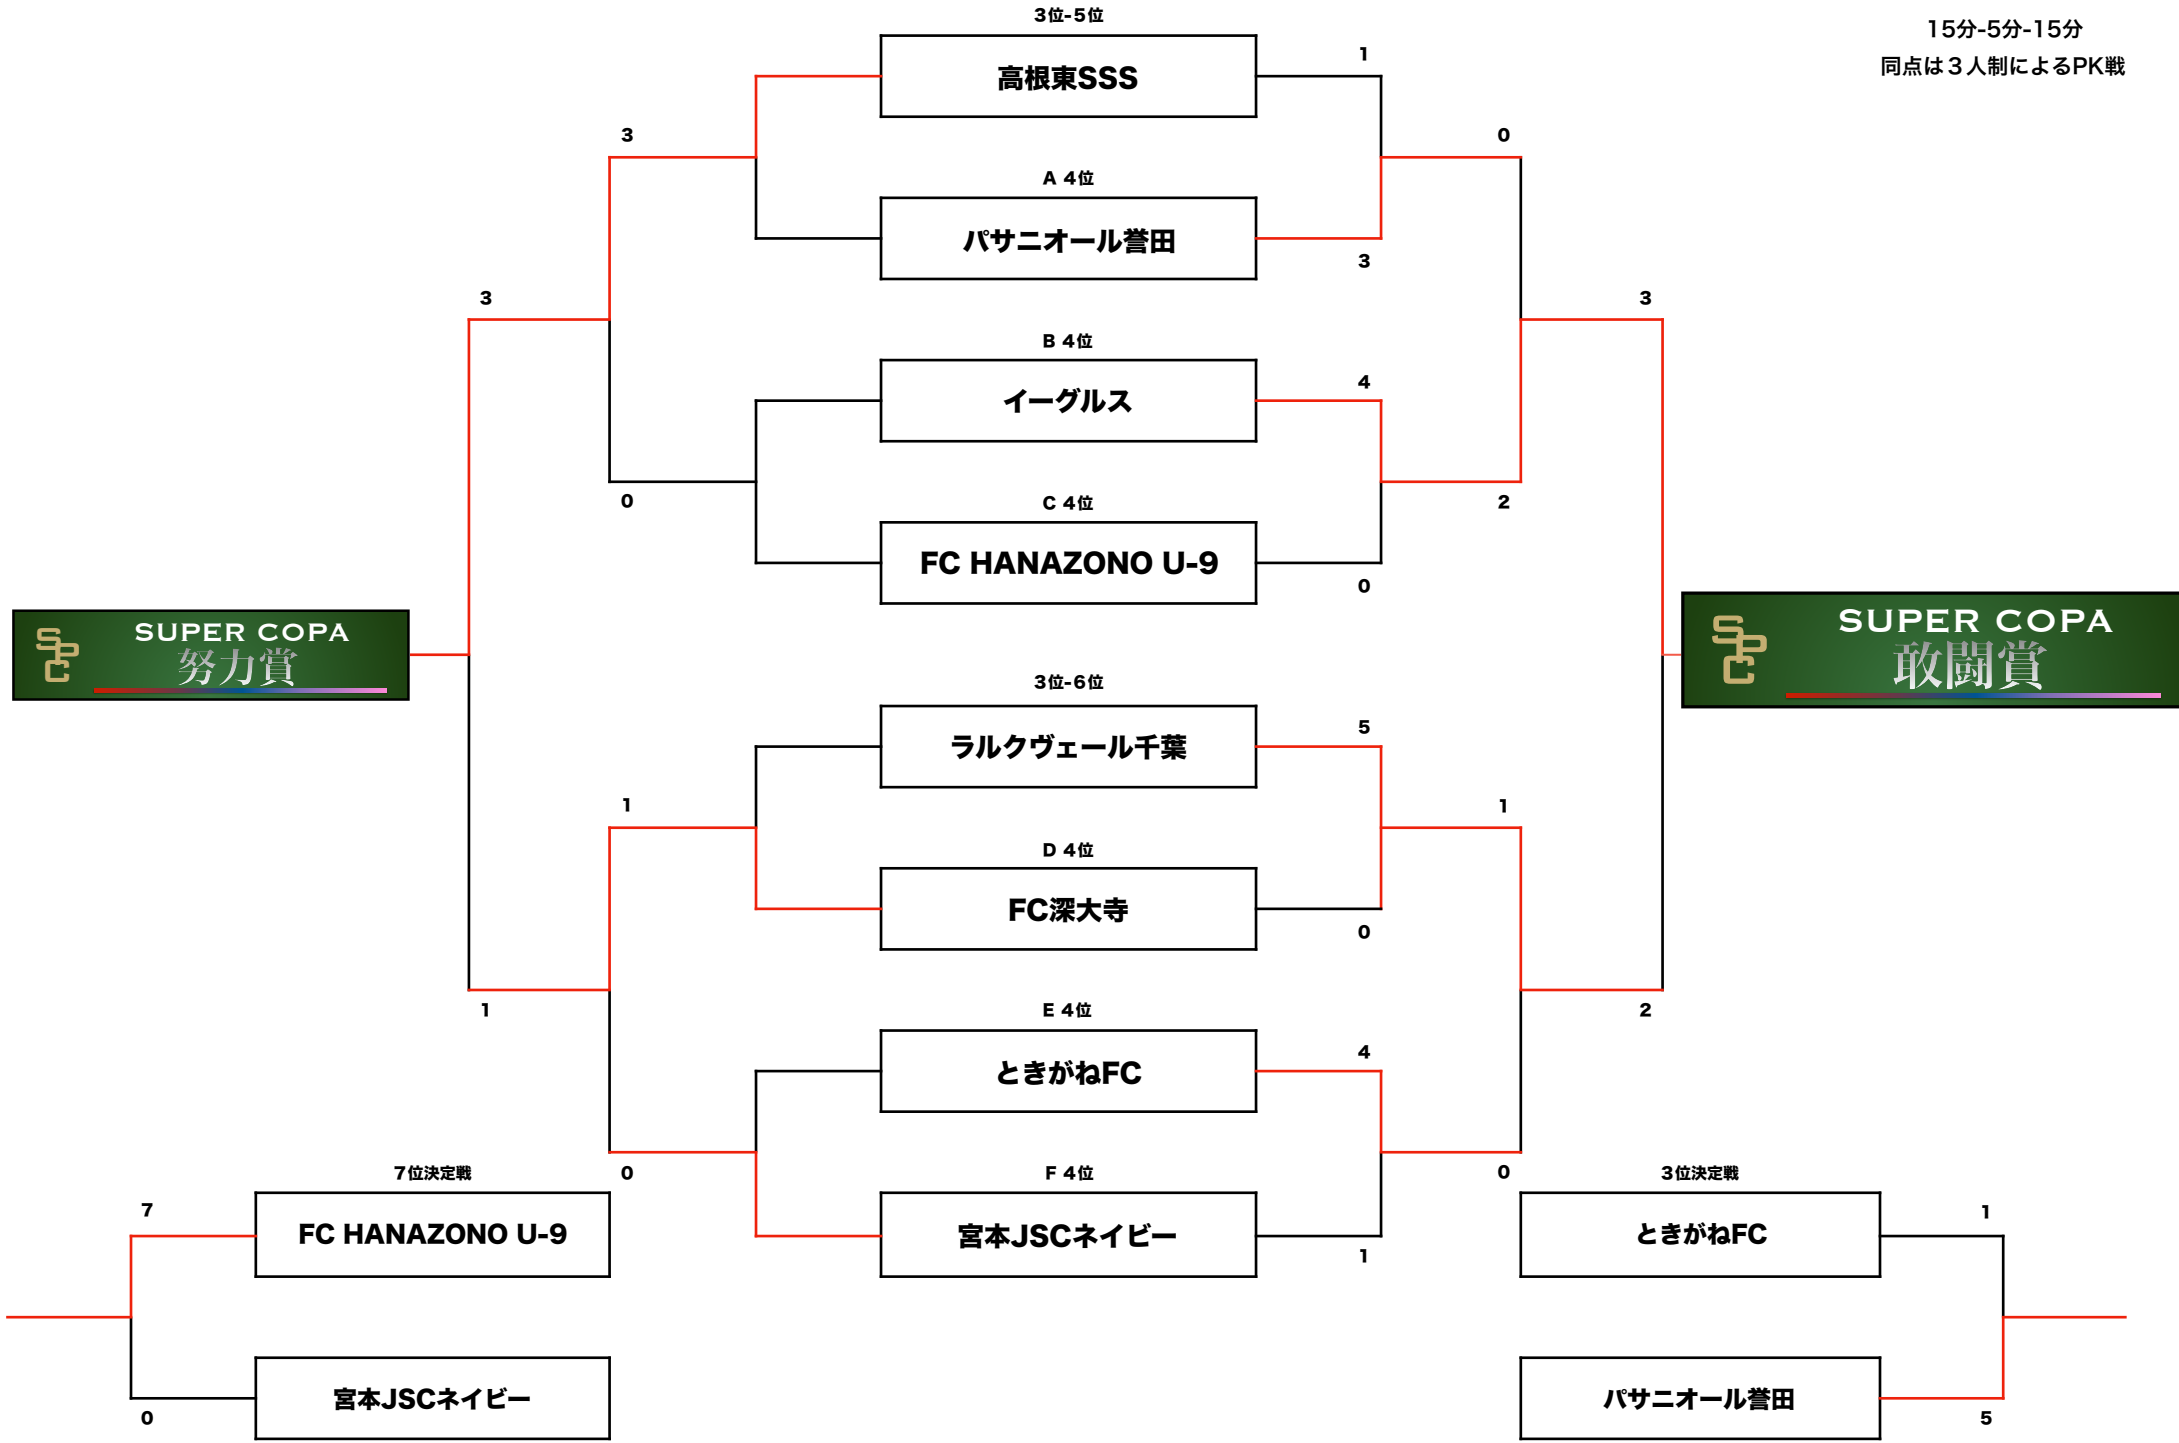 3位-5位
15分-5分-15分
同点は３人制によるPK戦
高根東SSS
1
3
0
A 4位
パサニオール誉田
3
3
3
B 4位
イーグルス
4
0
2
C 4位
FC HANAZONO U-9
0
SPC
SUPER COPA
努力賞
SPC
SUPER COPA
敢闘賞
3位-6位
ラルクヴェール千葉
5
1
1
D 4位
FC深大寺
0
1
2
E 4位
ときがねFC
4
0
0
F 4位
宮本JSCネイビー
1
7位決定戦
7
FC HANAZONO U-9
宮本JSCネイビー
0
3位決定戦
ときがねFC
1
パサニオール誉田
5